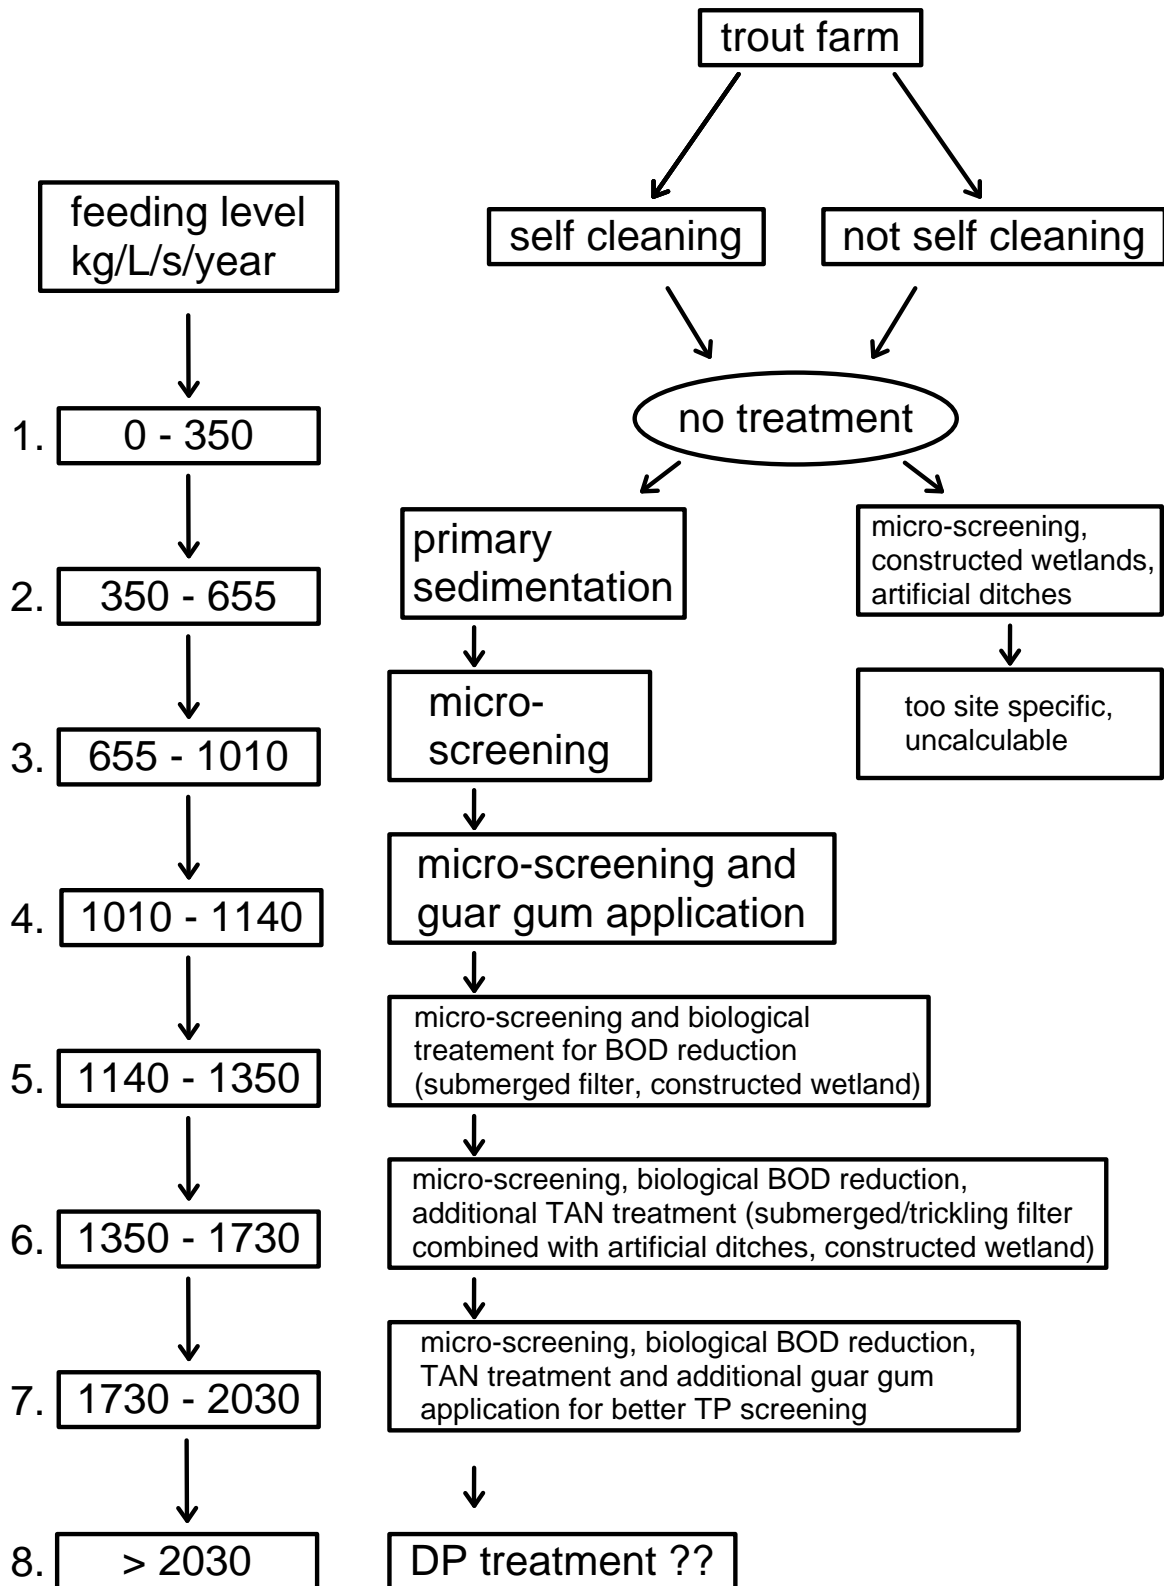 trout farm
self cleaning
not self cleaning
feeding level
kg/L/s/year
no treatment
1. 0 - 350
primary
sedimentation
micro-screening,
constructed wetlands,
artificial ditches
2. 350 - 655
micro-
screening
too site specific,
uncalculable
3. 655 - 1010
micro-screening and
guar gum application
4. 1010 - 1140
micro-screening and biological
treatement for BOD reduction
(submerged filter, constructed wetland)
5. 1140 - 1350
micro-screening, biological BOD reduction,
additional TAN treatment (submerged/trickling filter
combined with artificial ditches, constructed wetland)
6. 1350 - 1730
micro-screening, biological BOD reduction,
TAN treatment and additional guar gum
application for better TP screening
7. 1730 - 2030
8. > 2030
DP treatment ??